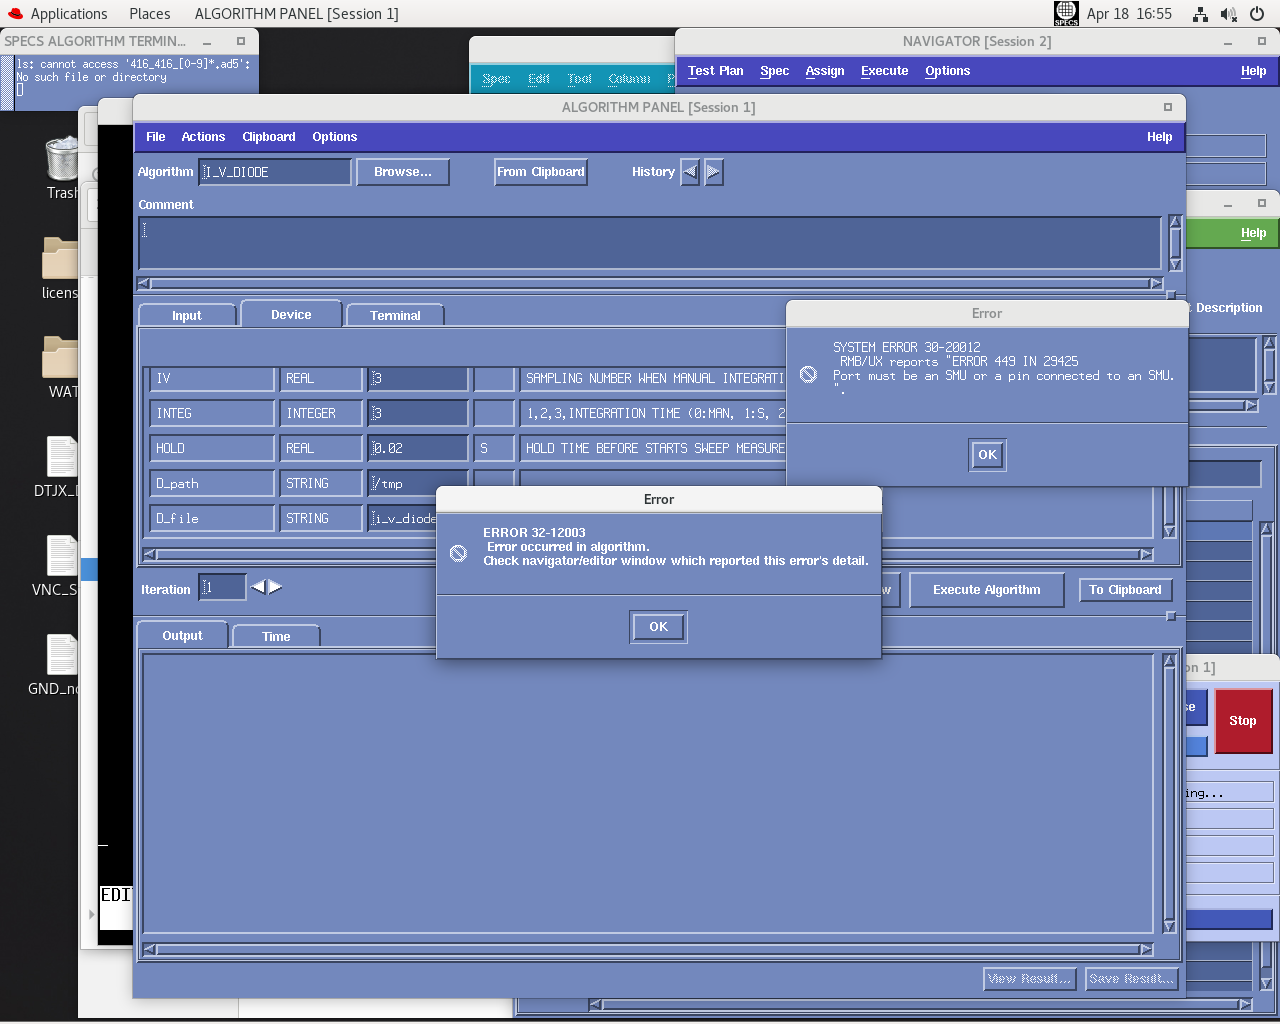 Applications Places ALGORITHM PANEL [Session 1]
SPECS
Apr 18 16:55
SPECS ALGORITHM TERMIN...
ls: cannot access '416_416_[0-9]*.ad5':
No such file or directory
Spec Edit Tool Column
NAVIGATOR [Session 2]
Test Plan Spec Assign Execute Options Help
Trash
licens
WAT
DTJX_D
VNC_S
GND_no
ALGORITHM PANEL [Session 1]
File Actions Clipboard Options Help
Algorithm I_V_DIODE Browse... From Clipboard History
Comment
Help
t Description
Input Device Terminal
IV REAL 3 SAMPLING NUMBER WHEN MANUAL INTEGRATI
INTEG INTEGER 3 1,2,3,INTEGRATION TIME (0:MAN, 1:S, 2
HOLD REAL 0.02 S HOLD TIME BEFORE STARTS SWEEP MEASURE
D_path STRING /tmp
D_file STRING i_v_diode
Error
SYSTEM ERROR 30-20012
RMB/UX reports "ERROR 449 IN 29425
Port must be an SMU or a pin connected to an SMU.
".
OK
Error
ERROR 32-12003
Error occurred in algorithm.
Check navigator/editor window which reported this error's detail.
OK
Iteration 1 w Execute Algorithm To Clipboard
Output Time
on 1]
se Stop
ing...
EDI
View Result... Save Result...